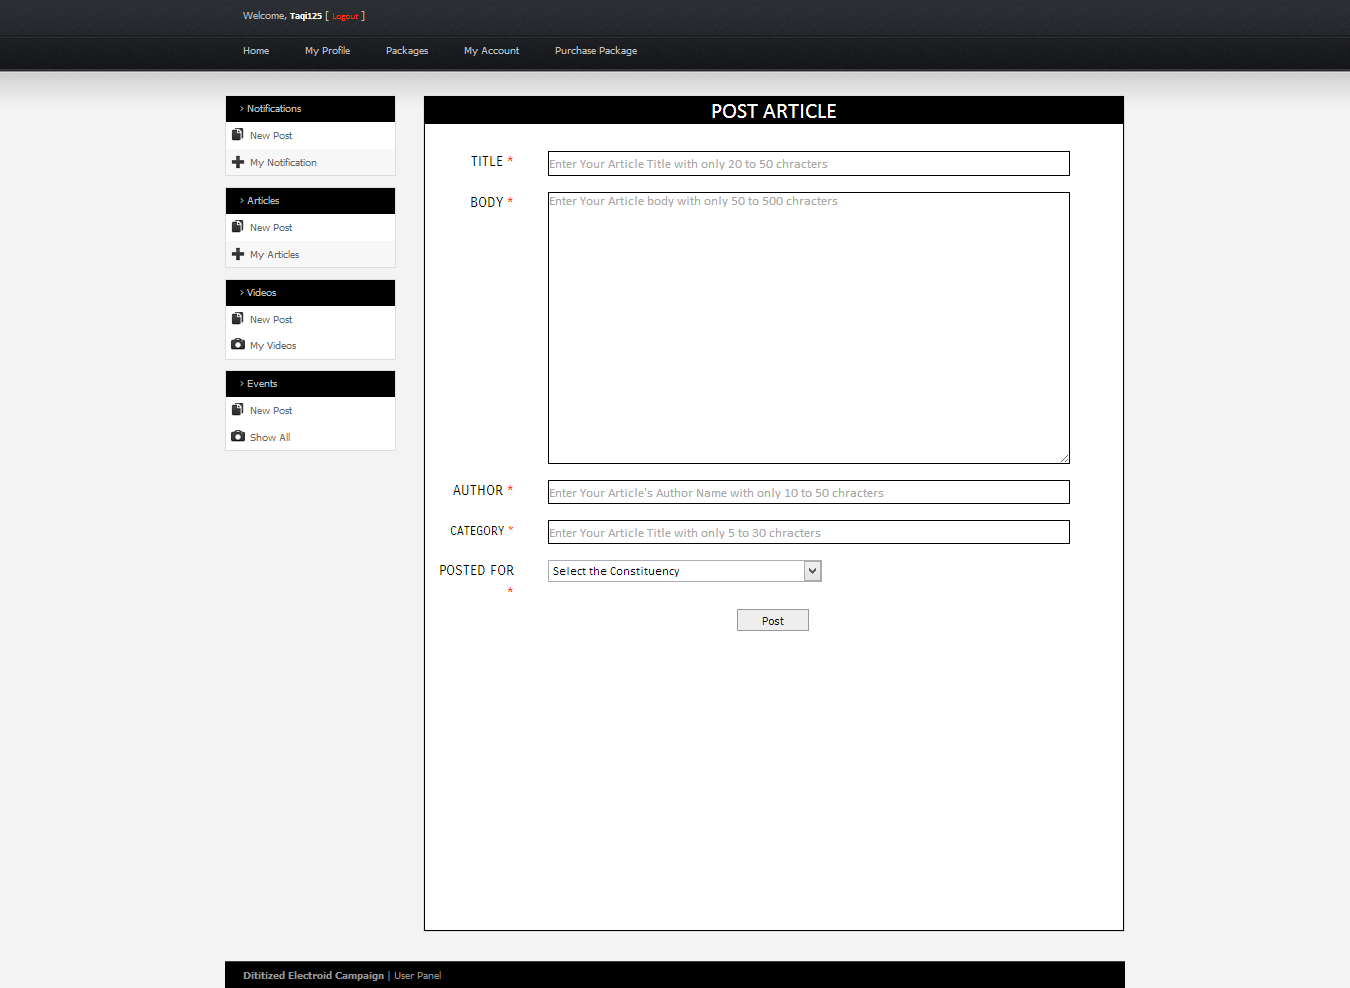 Welcome, Taqi125 [ Logout ]
Home My Profile Packages My Account Purchase Package
› Notifications
New Post
My Notification
› Articles
New Post
My Articles
› Videos
New Post
My Videos
› Events
New Post
Show All
POST ARTICLE
TITLE *
Enter Your Article Title with only 20 to 50 chracters
BODY *
Enter Your Article body with only 50 to 500 chracters
AUTHOR *
Enter Your Article's Author Name with only 10 to 50 chracters
CATEGORY *
Enter Your Article Title with only 5 to 30 chracters
POSTED FOR
*
Select the Constituency
Post
Dititized Electroid Campaign | User Panel